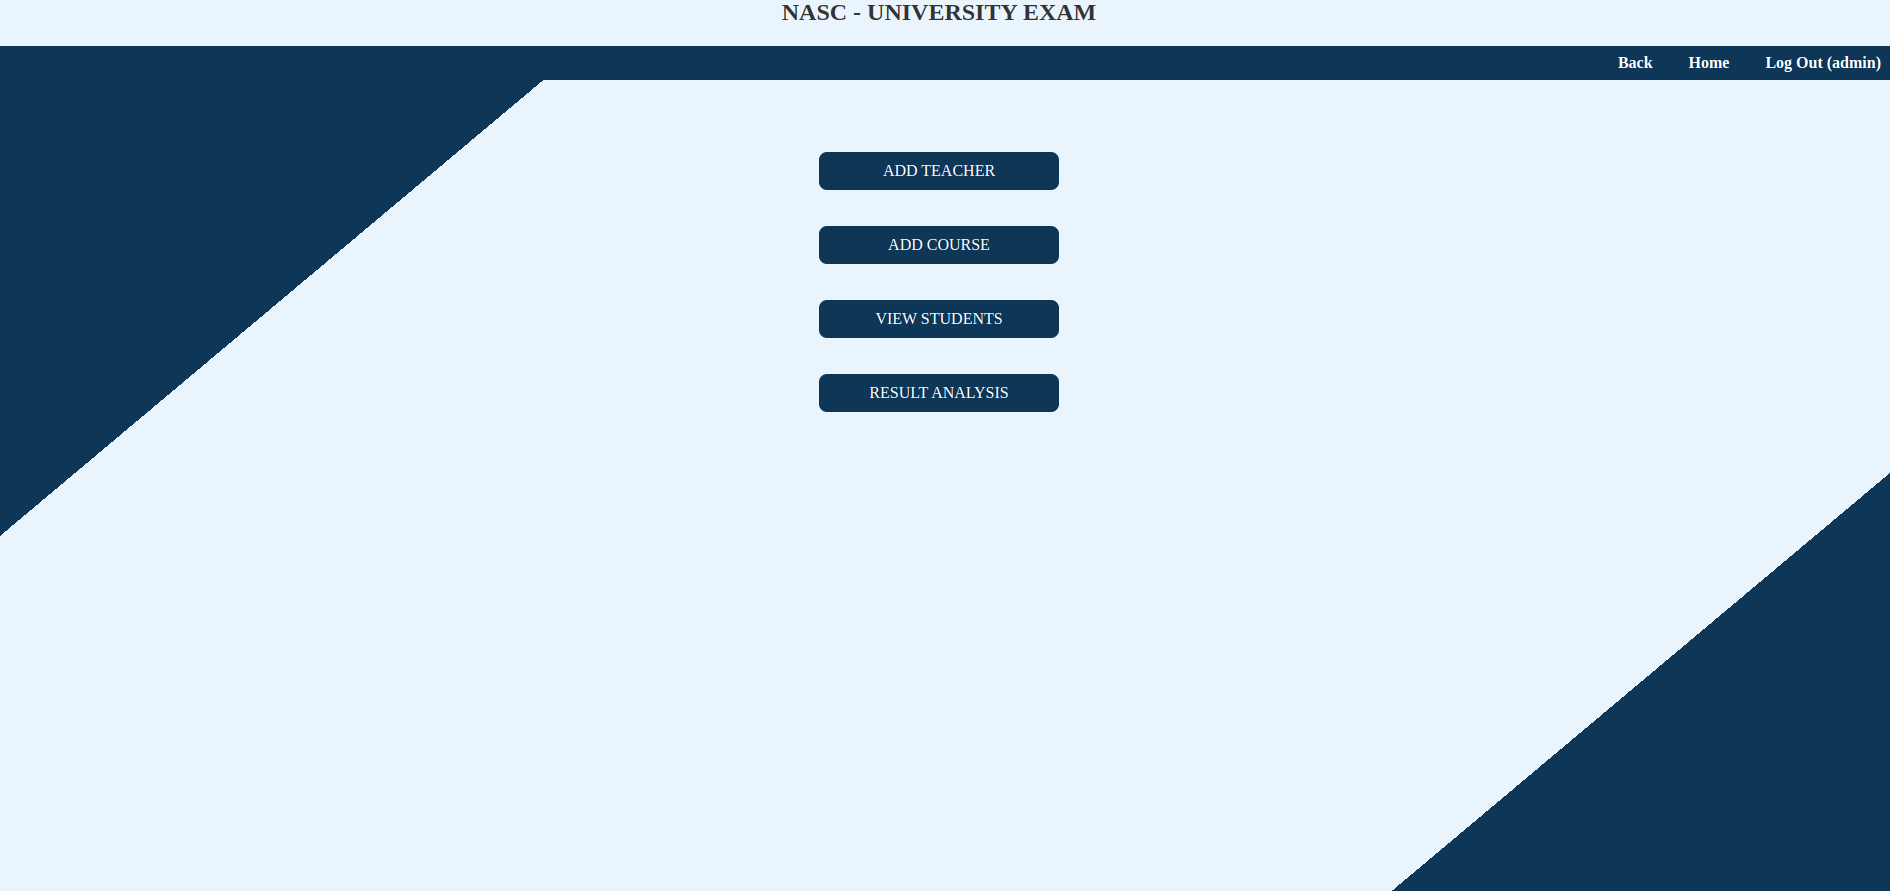 NASC - UNIVERSITY EXAM
Back Home Log Out (admin)
ADD TEACHER
ADD COURSE
VIEW STUDENTS
RESULT ANALYSIS